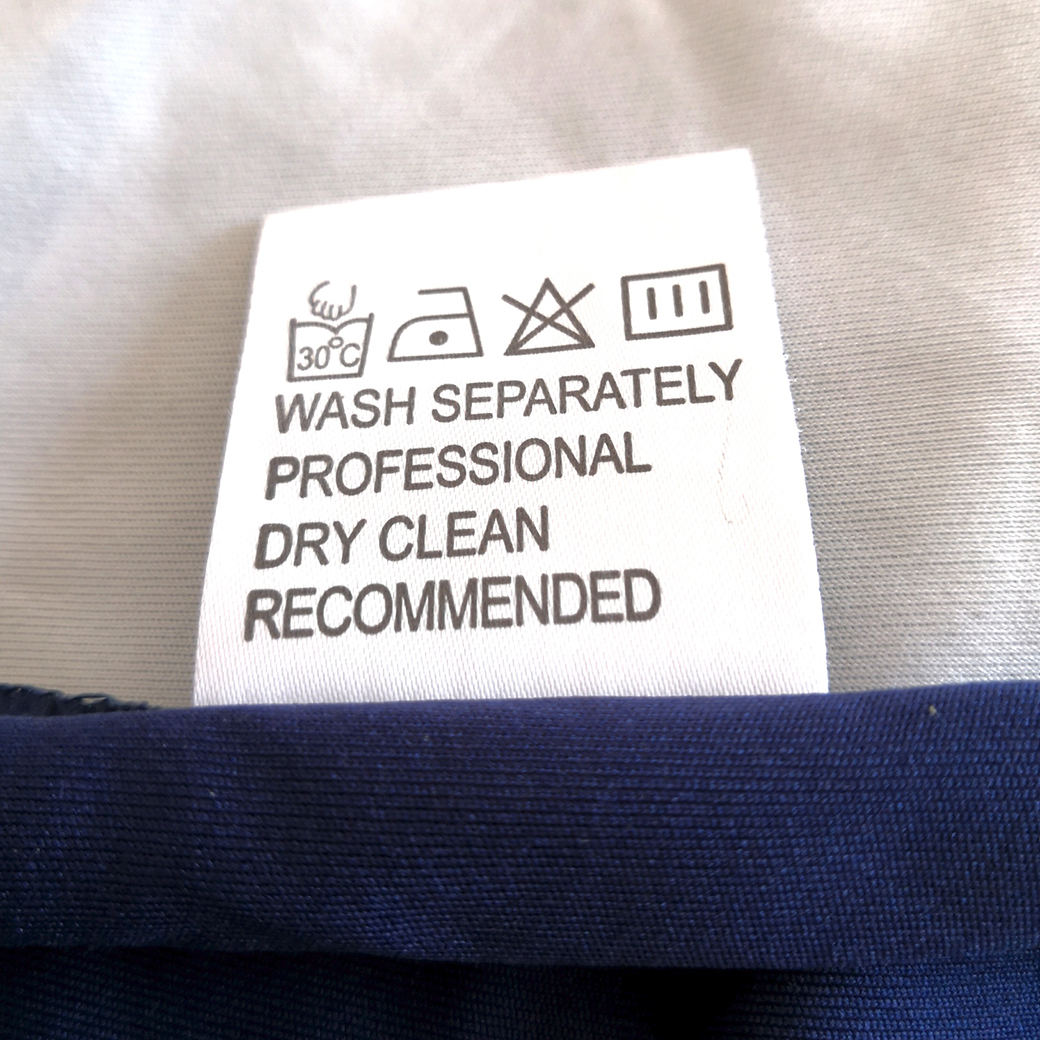 30°C
WASH SEPARATELY
PROFESSIONAL
DRY CLEAN
RECOMMENDED